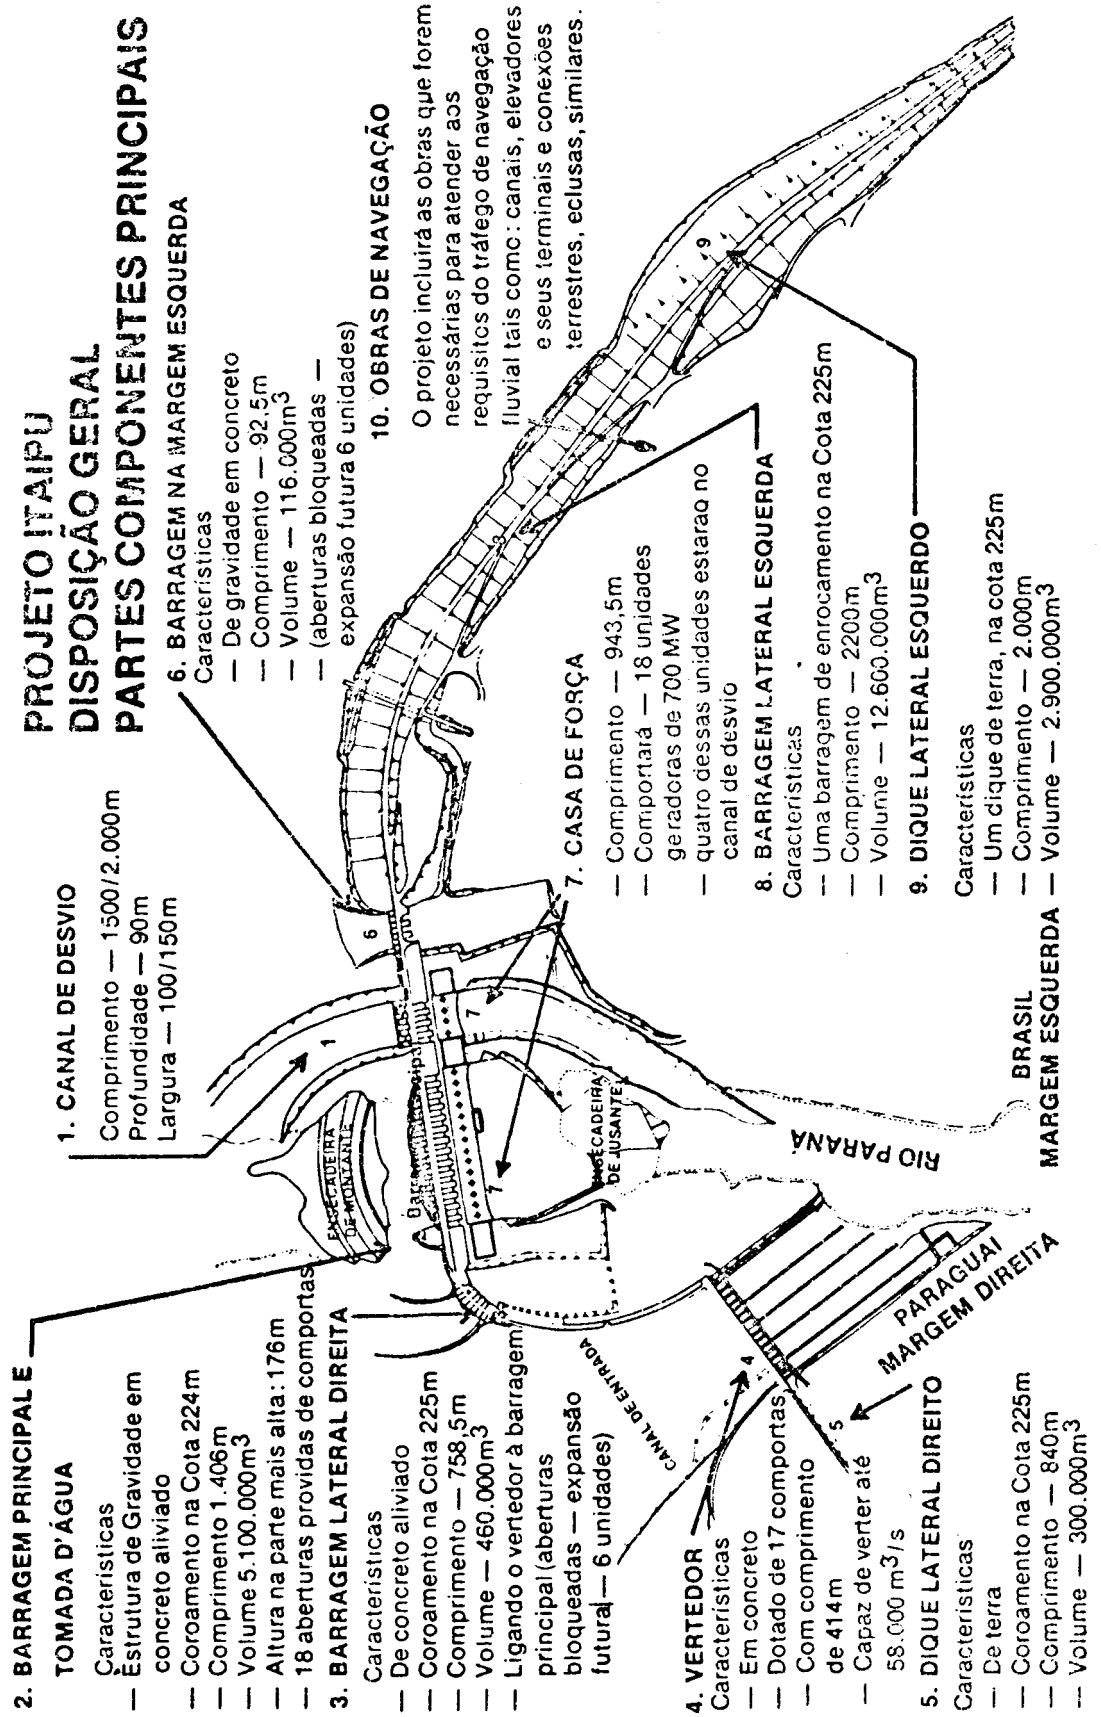 PROJETO ITAIPU
DISPOSIÇÃO GERAL
PARTES COMPONENTES PRINCIPAIS
1. CANAL DE DESVIO
Comprimento — 1500/2.000m
Profundidade — 90m
Largura — 100/150m
2. BARRAGEM PRINCIPAL E
TOMADA D'ÁGUA
Características
— Estrutura de Gravidade em
concreto aliviado
— Coroamento na Cota 224m
— Comprimento 1.406m
— Volume 5.100.000m³
— Altura na parte mais alta: 176m
— 18 aberturas providas de comportas
3. BARRAGEM LATERAL DIREITA
Características
— De concreto aliviado
— Coroamento na Cota 225m
— Comprimento — 758,5m
— Volume — 460.000m³
— Ligando o vertedor à barragem
principal (aberturas
bloqueadas — expansão
futura — 6 unidades)
4. VERTEDOR
Características
— Em concreto
— Dotado de 17 comportas
— Com comprimento
de 414m
— Capaz de verter até
58.000 m³/s
5. DIQUE LATERAL DIREITO
Características
— De terra
— Coroamento na Cota 225m
— Comprimento — 840m
— Volume — 300.000m³
6. BARRAGEM NA MARGEM ESQUERDA
Características
— De gravidade em concreto
— Comprimento — 92,5m
— Volume — 116.000m³
— (aberturas bloqueadas —
expansão futura 6 unidades)
7. CASA DE FORÇA
— Comprimento — 943,5m
— Comportará — 18 unidades
geradoras de 700 MW
— quatro dessas unidades estarao no
canal de desvio
8. BARRAGEM LATERAL ESQUERDA
Características
— Uma barragem de enrocamento na Cota 225m
— Comprimento — 2200m
— Volume — 12.600.000m³
9. DIQUE LATERAL ESQUERDO
Características
— Um dique de terra, na cota 225m
— Comprimento — 2.000m
— Volume — 2.900.000m³
10. OBRAS DE NAVEGAÇÃO
O projeto incluirá as obras que forem
necessárias para atender aos
requisitos do tráfego de navegação
fluvial tais como: canais, elevadores
e seus terminais e conexões
terrestres, eclusas, similares.
ENSECADEIRA
DE MONTANTE
Barragem Principal
ENSECADEIRA
DE JUSANTE
1
6
7
7
3
8
9
4
5
CANAL DE ENTRADA
RIO PARANÁ
PARAGUAI
MARGEM DIREITA
BRASIL
MARGEM ESQUERDA